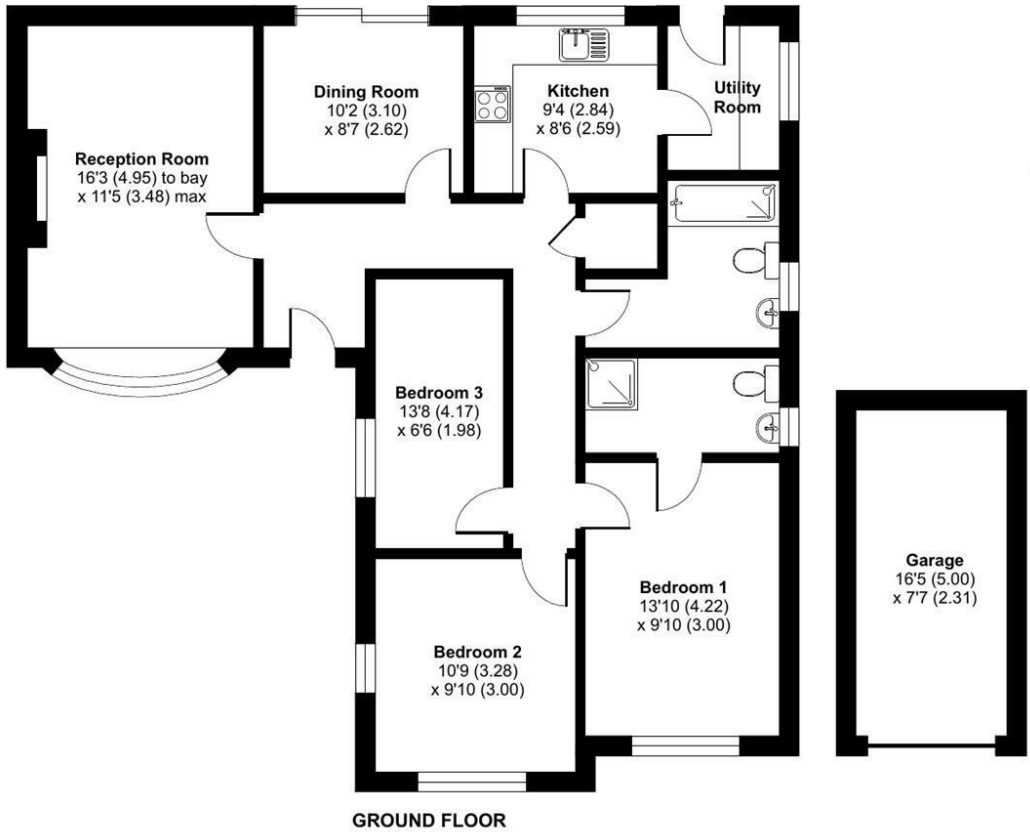 Reception Room
16'3 (4.95) to bay
x 11'5 (3.48) max
Dining Room
10'2 (3.10)
x 8'7 (2.62)
Kitchen
9'4 (2.84)
x 8'6 (2.59)
Utility
Room
Bedroom 3
13'8 (4.17)
x 6'6 (1.98)
Bedroom 1
13'10 (4.22)
x 9'10 (3.00)
Bedroom 2
10'9 (3.28)
x 9'10 (3.00)
Garage
16'5 (5.00)
x 7'7 (2.31)
GROUND FLOOR